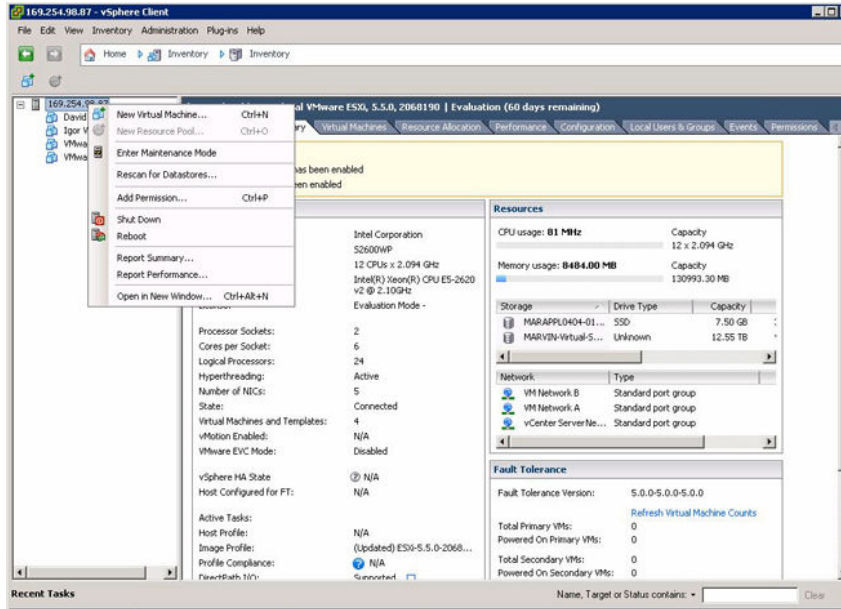 169.254.98.87 - vSphere Client
File Edit View Inventory Administration Plug-ins Help
Home Inventory Inventory
169.254.98.87
David
Igor V
VMwa
VMwa
New Virtual Machine... Ctrl+N
New Resource Pool... Ctrl+O
Enter Maintenance Mode
Rescan for Datastores...
Add Permission... Ctrl+P
Shut Down
Reboot
Report Summary...
Report Performance...
Open in New Window... Ctrl+Alt+N
VMware ESXi, 5.5.0, 2068190 | Evaluation (60 days remaining)
Virtual Machines Resource Allocation Performance Configuration Local Users & Groups Events Permissions
has been enabled
een enabled
Intel Corporation
S2600WP
12 CPUs x 2.094 GHz
Intel(R) Xeon(R) CPU E5-2620
v2 @ 2.10GHz
Evaluation Mode -
Processor Sockets: 2
Cores per Socket: 6
Logical Processors: 24
Hyperthreading: Active
Number of NICs: 5
State: Connected
Virtual Machines and Templates: 4
vMotion Enabled: N/A
VMware EVC Mode: Disabled
vSphere HA State N/A
Host Configured for FT: N/A
Active Tasks:
Host Profile: N/A
Image Profile: (Updated) ESXi-5.5.0-2068...
Profile Compliance: N/A
DirectPath I/O: Supported
Resources
CPU usage: 81 MHz Capacity
12 x 2.094 GHz
Memory usage: 8484.00 MB Capacity
130993.30 MB
Storage Drive Type Capacity
MARAPPL0404-01... SSD 7.50 GB
MARVIN-Virtual-S... Unknown 12.55 TB
Network Type
VM Network B Standard port group
VM Network A Standard port group
vCenter Server Ne... Standard port group
Fault Tolerance
Fault Tolerance Version: 5.0.0-5.0.0-5.0.0
Refresh Virtual Machine Counts
Total Primary VMs: 0
Powered On Primary VMs: 0
Total Secondary VMs: 0
Powered On Secondary VMs: 0
Recent Tasks
Name, Target or Status contains: Clear